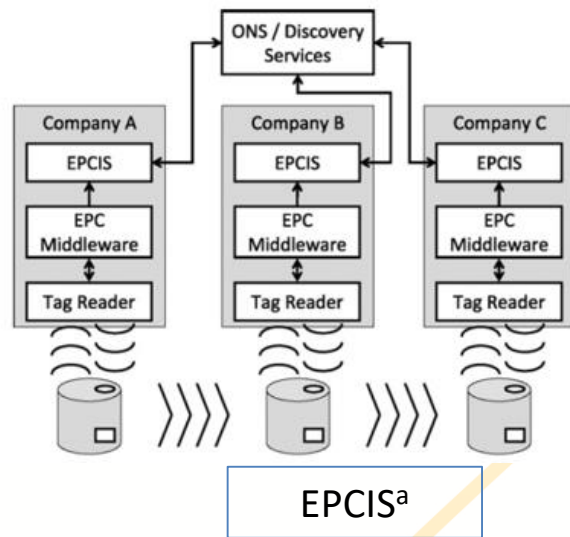 ONS / Discovery
Services
Company A
EPCIS
EPC
Middleware
Tag Reader
Company B
EPCIS
EPC
Middleware
Tag Reader
Company C
EPCIS
EPC
Middleware
Tag Reader
EPCISᵃ